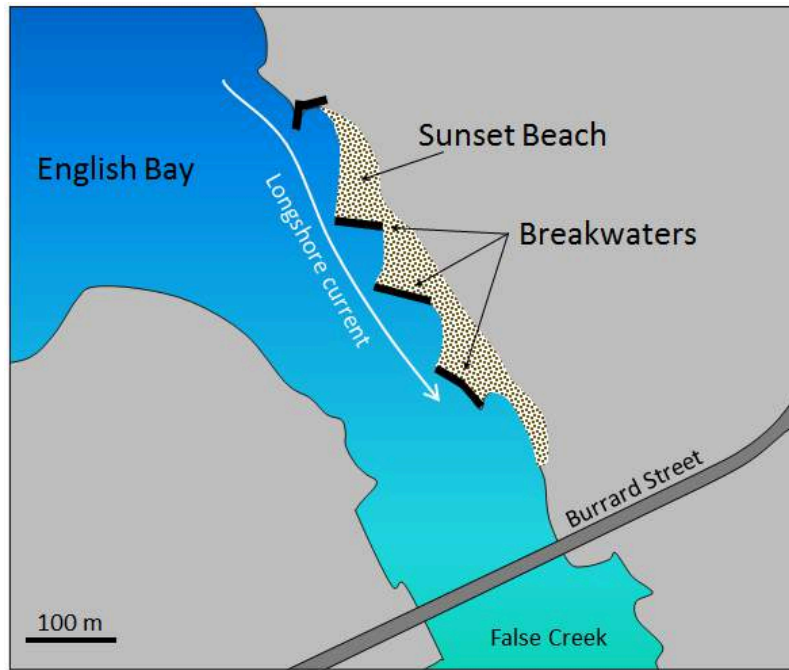 Sunset Beach
English Bay
Breakwaters
Longshore current
Burrard Street
100 m
False Creek